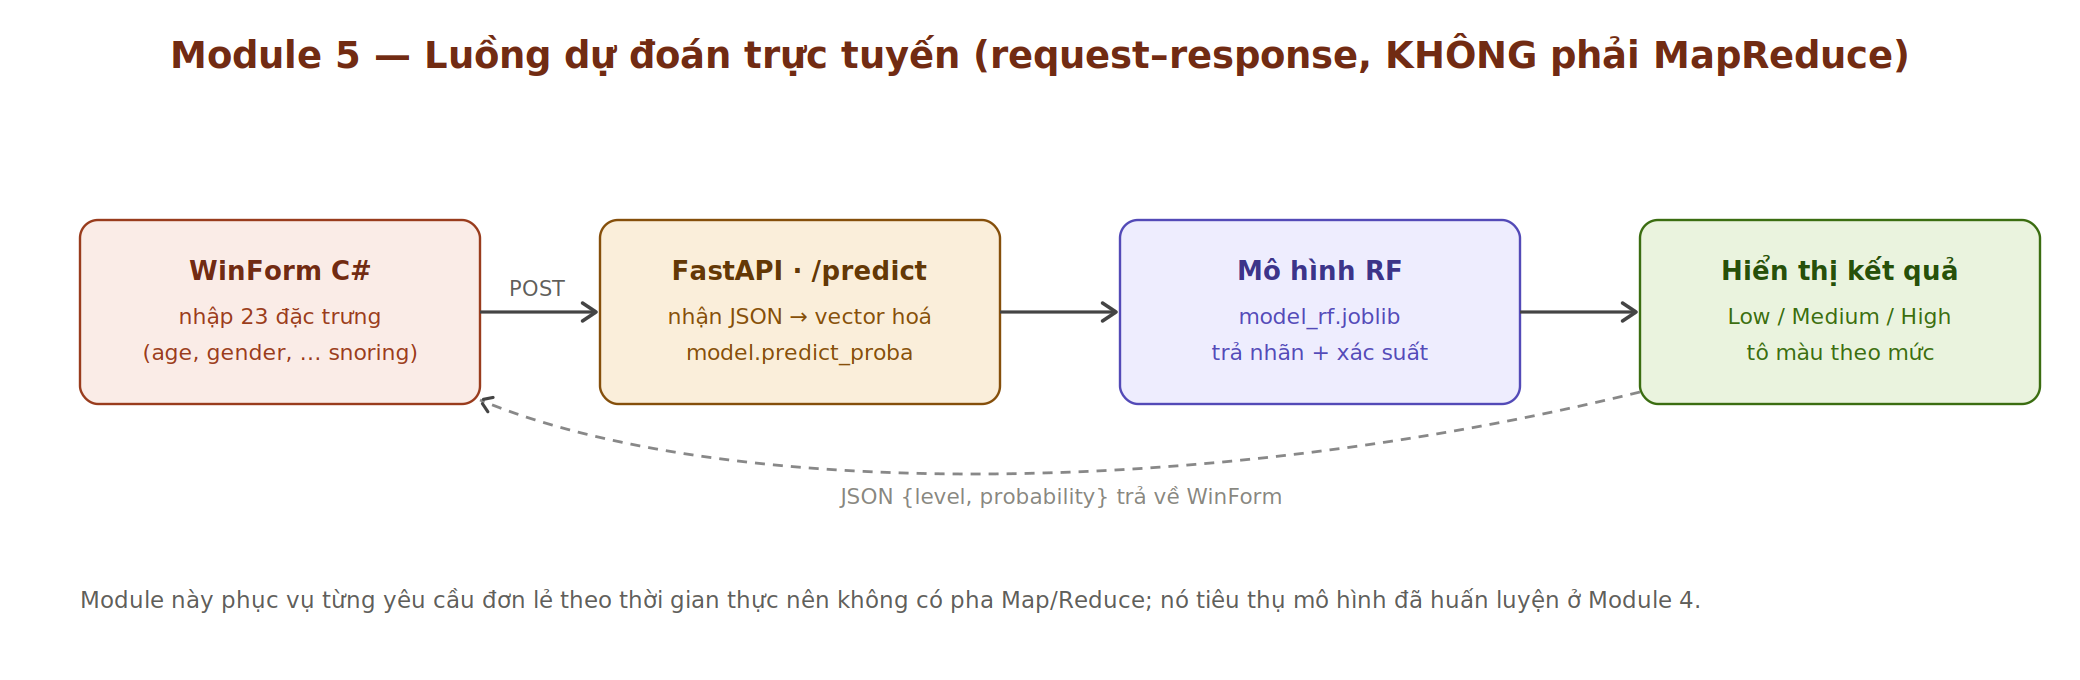 Module 5 — Luồng dự đoán trực tuyến (request–response, KHÔNG phải MapReduce)
WinForm C#
nhập 23 đặc trưng
(age, gender, … snoring)
POST
FastAPI · /predict
nhận JSON → vector hoá
model.predict_proba
Mô hình RF
model_rf.joblib
trả nhãn + xác suất
Hiển thị kết quả
Low / Medium / High
tô màu theo mức
JSON {level, probability} trả về WinForm
Module này phục vụ từng yêu cầu đơn lẻ theo thời gian thực nên không có pha Map/Reduce; nó tiêu thụ mô hình đã huấn luyện ở Module 4.